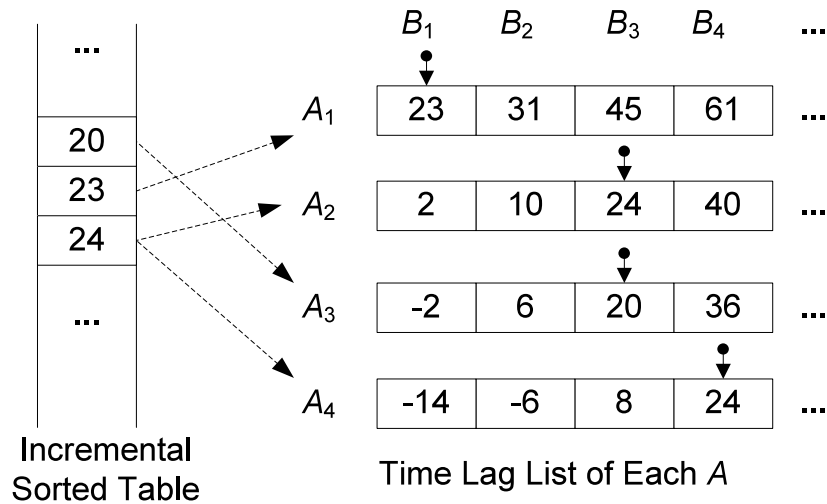 B1 B2 B3 B4 ...
...
A1 23 31 45 61 ...
20
23
24
A2 2 10 24 40 ...
A3 -2 6 20 36 ...
...
A4 -14 -6 8 24 ...
Incremental
Sorted Table
Time Lag List of Each A